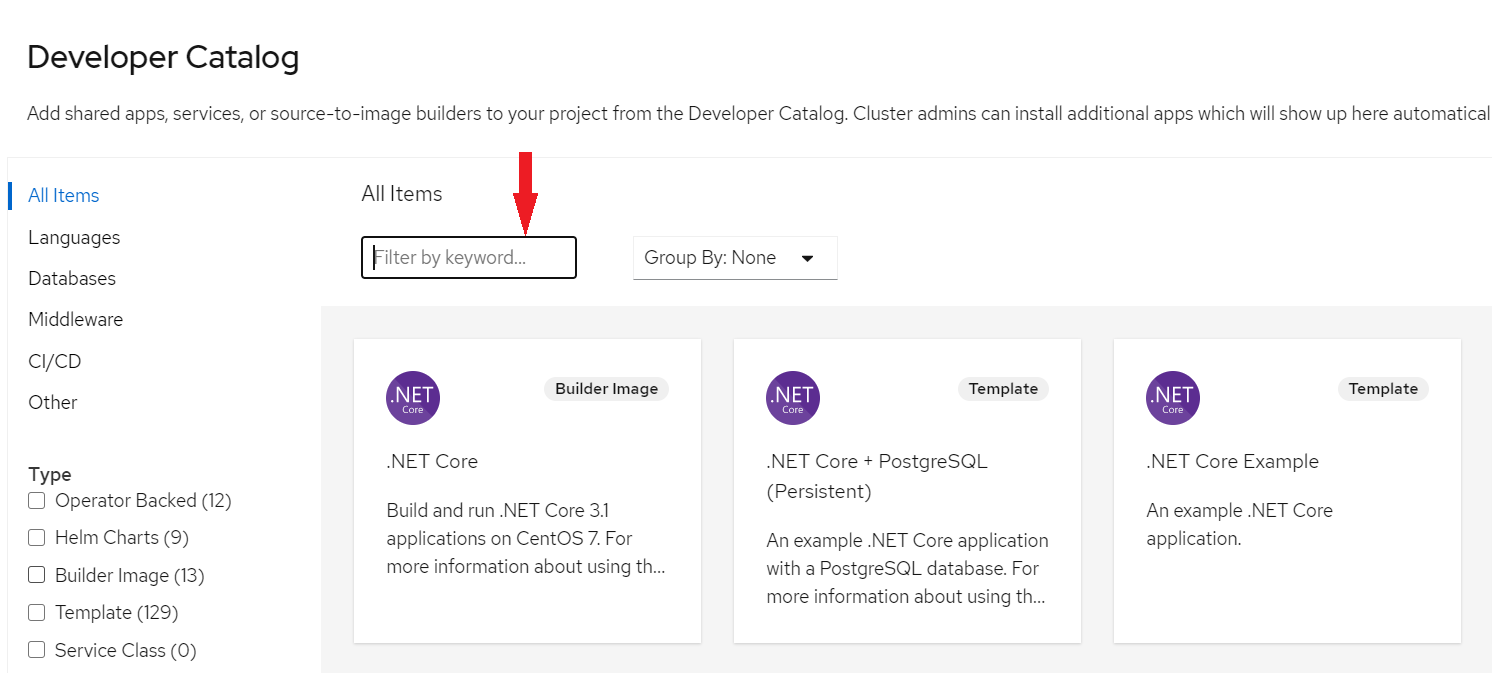 Developer Catalog
Add shared apps, services, or source-to-image builders to your project from the Developer Catalog. Cluster admins can install additional apps which will show up here automatical
All Items
Languages
Databases
Middleware
CI/CD
Other
Type
Operator Backed (12)
Helm Charts (9)
Builder Image (13)
Template (129)
Service Class (0)
All Items
Filter by keyword...
Group By: None
.NET
Core
Builder Image
.NET Core
Build and run .NET Core 3.1
applications on CentOS 7. For
more information about using th...
.NET
Core
Template
.NET Core + PostgreSQL
(Persistent)
An example .NET Core application
with a PostgreSQL database. For
more information about using th...
.NET
Core
Template
.NET Core Example
An example .NET Core
application.